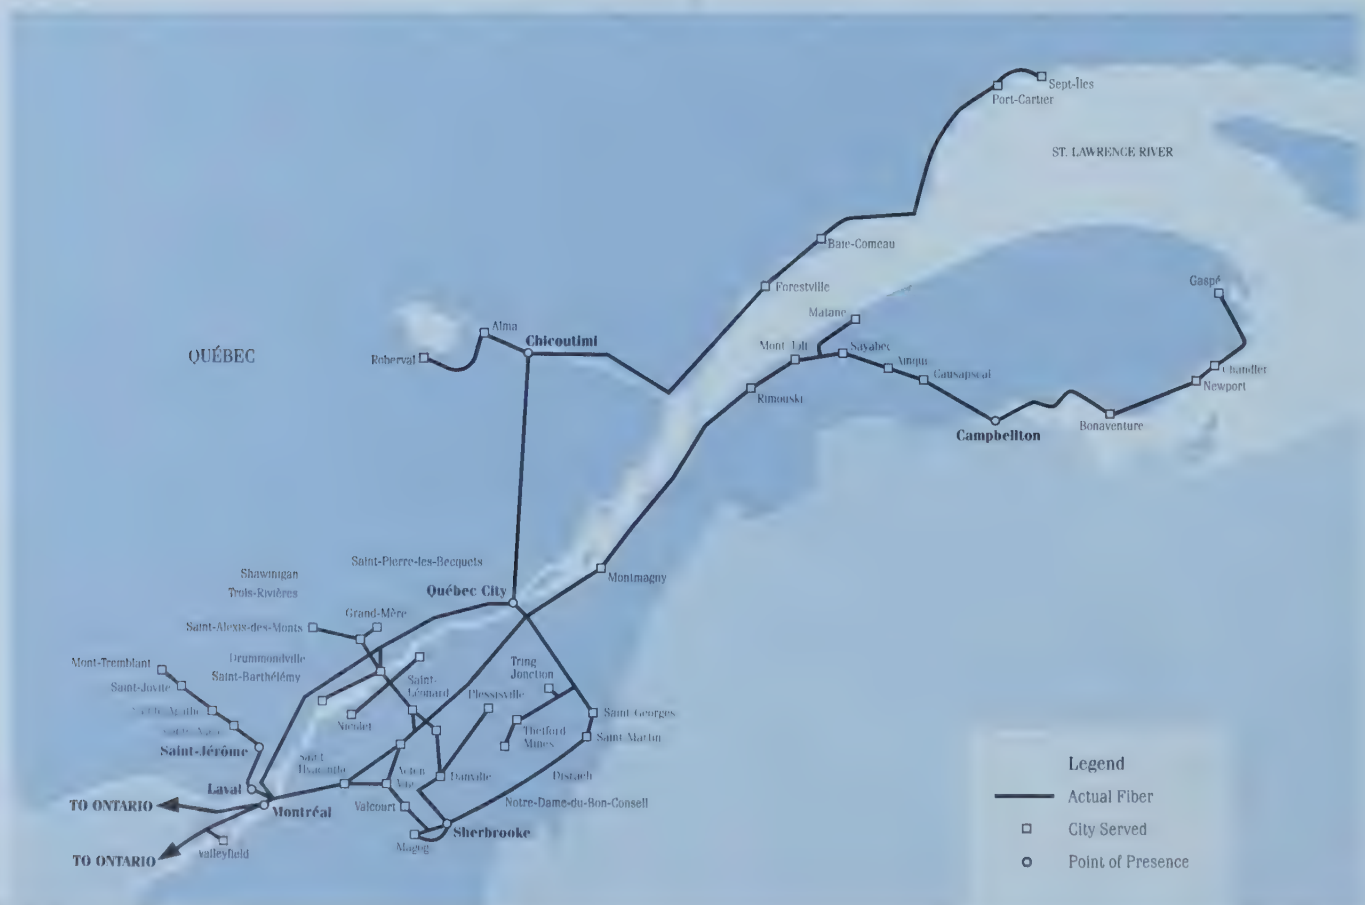 Sept-Îles
Port-Cartier
ST. LAWRENCE RIVER
Baie-Comeau
Forestville
Gaspé
Matane
Alma
Chicoutimi
QUÉBEC
Roberval
Mont-Joli
Sayabec
Amqui
Causapscal
Chandler
Newport
Rimouski
Campbellton
Bonaventure
Saint-Pierre-les-Becquets
Shawinigan
Trois-Rivières
Québec City
Montmagny
Grand-Mère
Saint-Alexis-des-Monts
Drummondville
Mont-Tremblant
Saint-Barthélémy
Saint-Jovite
Saint-
Léonard
Tring
Jonction
Plessisville
Nicolet
Saint-Georges
Thetford
Mines
Saint-Martin
Saint-Jérôme
Saint-
Hyacinthe
Acton
Vale
Danville
Disraeli
Laval
TO ONTARIO
Montréal
Valcourt
Notre-Dame-du-Bon-Conseil
Sherbrooke
Magog
Valleyfield
TO ONTARIO
Legend
Actual Fiber
City Served
Point of Presence